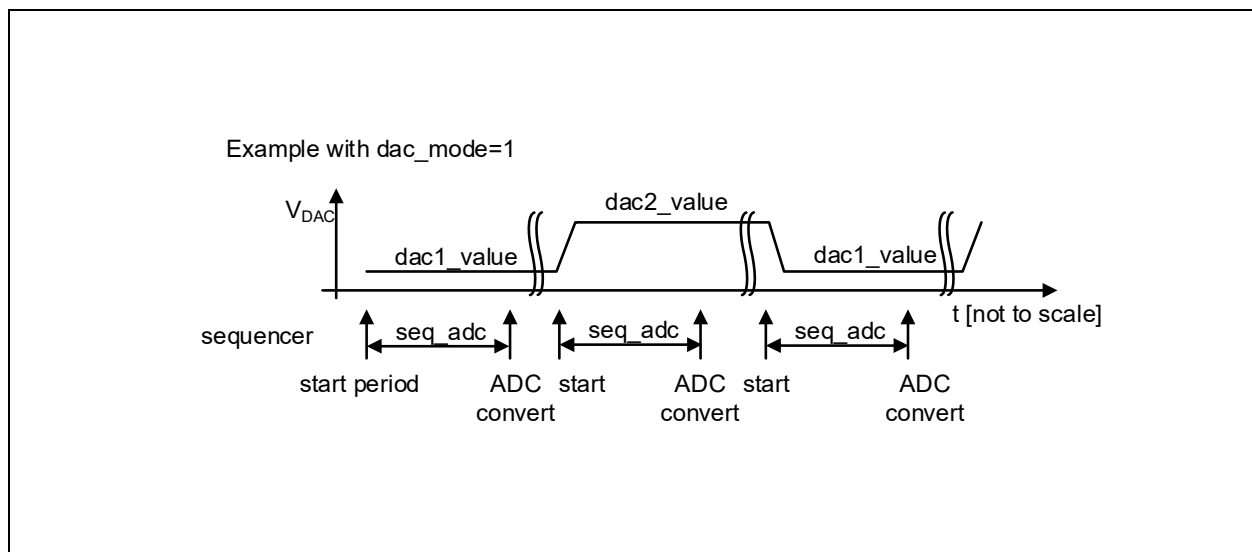 Example with dac_mode=1
VDAC
dac2_value
dac1_value
dac1_value
t [not to scale]
sequencer
seq_adc
seq_adc
seq_adc
start period
ADC
convert
start
ADC
convert
start
ADC
convert